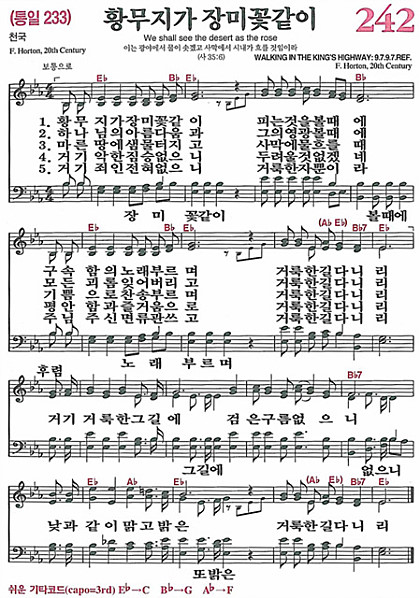 (통일 233)
황무지가 장미꽃같이
242
천국
We shall see the desert as the rose
F. Horton, 20th Century
이는 광야에서 물이 솟겠고 사막에서 시내가 흐를 것임이라
(사 35:6)
WALKING IN THE KING'S HIGHWAY: 9.7.9.7.REF.
F. Horton, 20th Century
보통으로
E♭ B♭ E♭
1. 황무지가장미꽃같이 피는것을볼때에
2. 하나님의아름다움과 그의영광볼때에
3. 마른땅에샘물터지고 사막에물흐를때
4. 거기악한짐승없으니 두려울것없겠네
5. 거기죄인전혀없으니 거룩한자뿐이라
장미 꽃같이 볼때에
E♭ B♭ (A♭ E♭) B♭7
구속함의노래부르며 거룩한길다니리
모든괴롬잊어버리고 거룩한길다니리
기쁨으로찬송부르며 거룩한길다니리
평안함과즐거움으로 거룩한길다니리
주님주신면류관쓰고 거룩한길다니리
노래 부르며
후렴
E♭ B♭7
거기거룩한그길에 검은구름없으니
그길에 없으니
E♭ (A♭ E♭) B♭7 E♭
낮과같이맑고밝은 거룩한길다니리
또밝은
쉬운 기타코드(capo=3rd) E♭→C B♭→G A♭→F